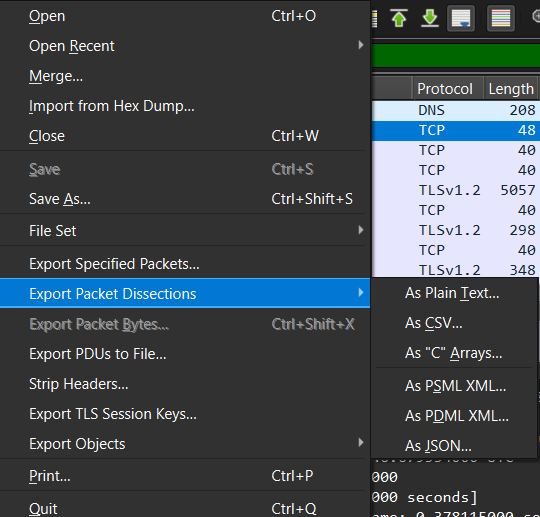 Open Ctrl+O
Open Recent
Merge...
Import from Hex Dump...
Close Ctrl+W
Save Ctrl+S
Save As... Ctrl+Shift+S
File Set
Export Specified Packets...
Export Packet Dissections
Export Packet Bytes... Ctrl+Shift+X
Export PDUs to File...
Strip Headers...
Export TLS Session Keys...
Export Objects
Print... Ctrl+P
Quit Ctrl+Q
Protocol Length
DNS 208
TCP 48
TCP 40
TCP 40
TLSv1.2 5057
TCP 40
TLSv1.2 298
TCP 40
TLSv1.2 348
As Plain Text...
As CSV...
As "C" Arrays...
As PSML XML...
As PDML XML...
As JSON...
000
000 seconds]